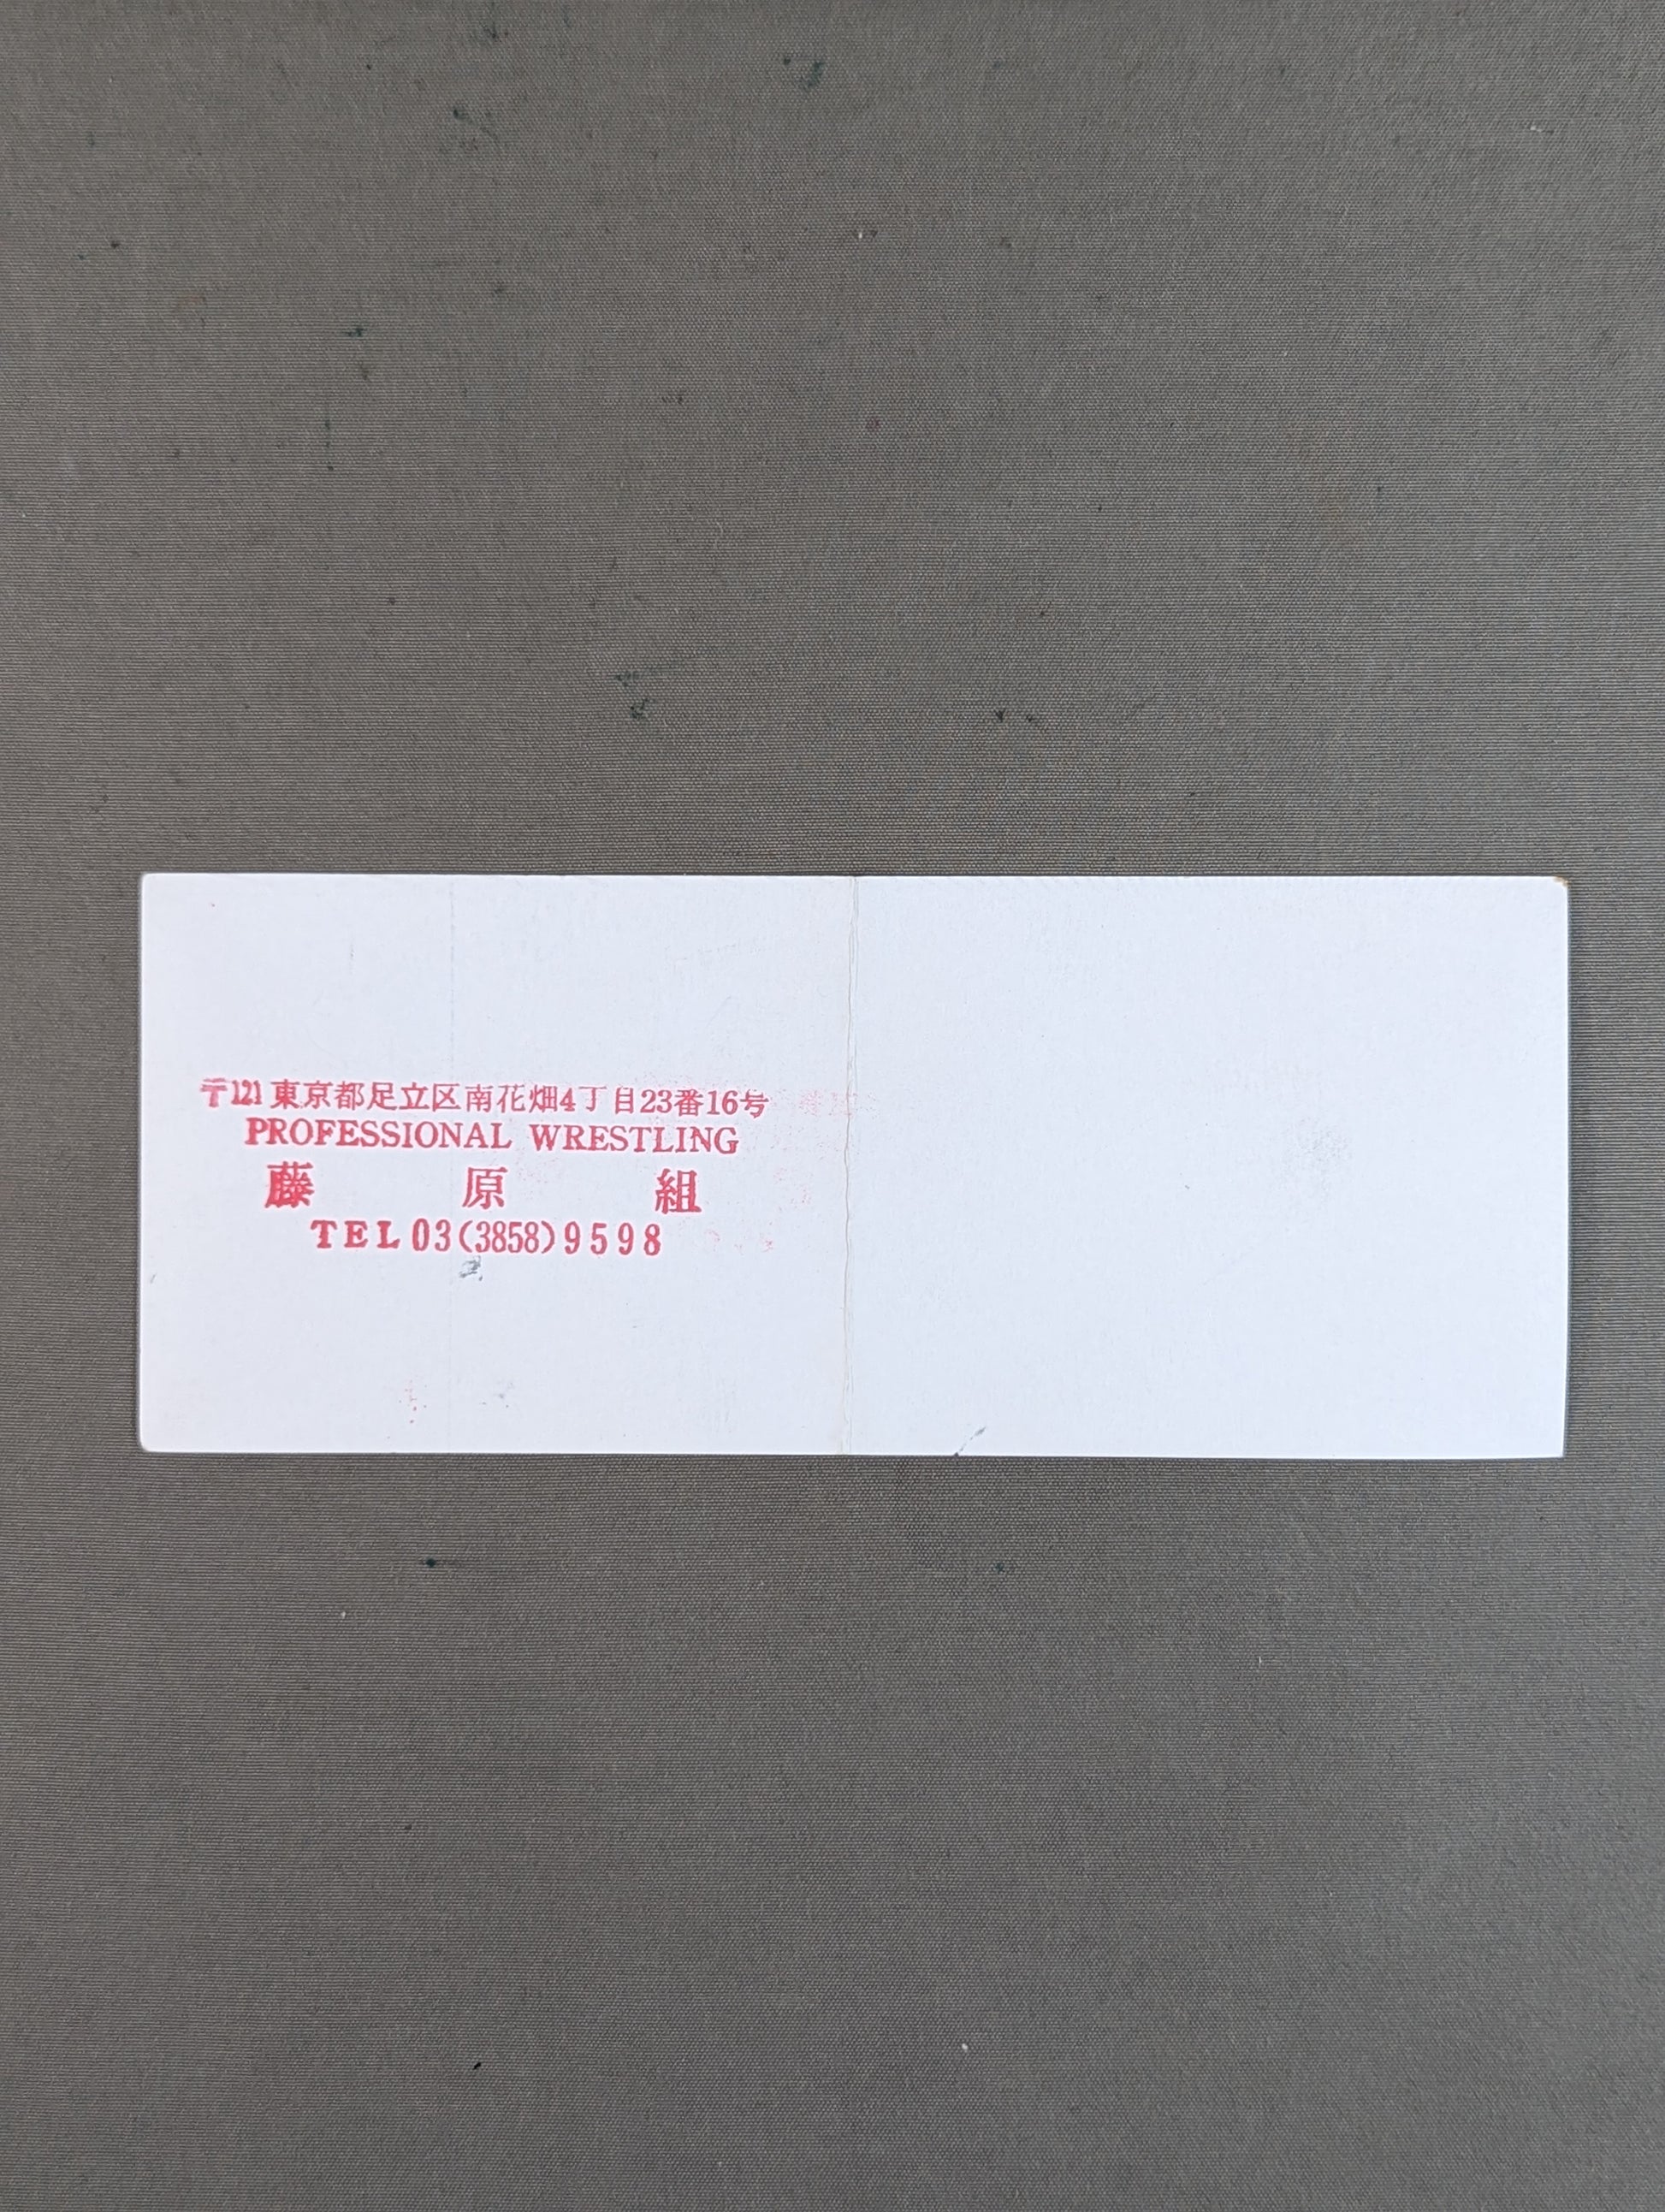 〒121 東京都足立区南花畑4丁目23番16号
PROFESSIONAL WRESTLING
藤原組
TEL 03(3858)9598